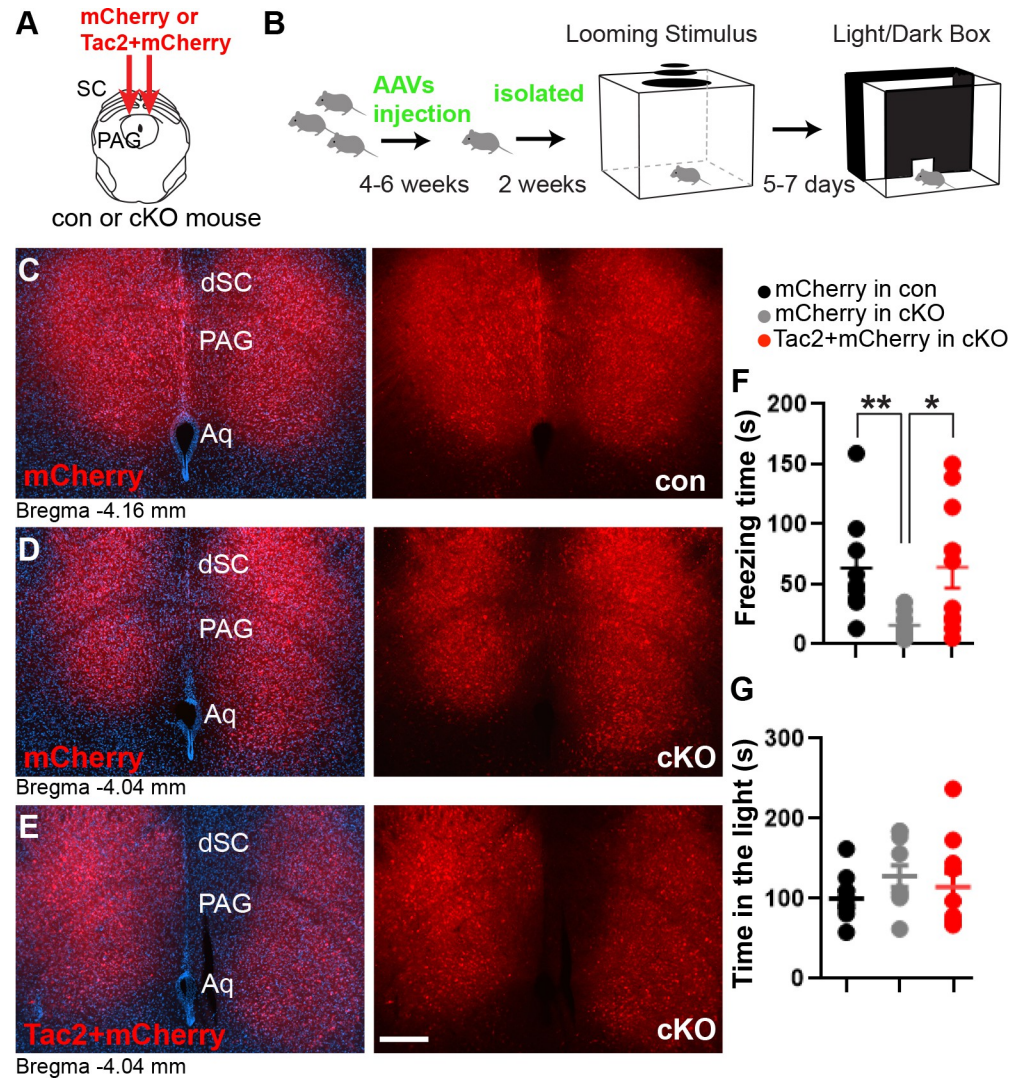 A
mCherry or
Tac2+mCherry
SC
PAG
con or cKO mouse
B
AAVs
injection
4-6 weeks
isolated
2 weeks
Looming Stimulus
5-7 days
Light/Dark Box
C
dSC
PAG
Aq
mCherry
con
Bregma -4.16 mm
D
dSC
PAG
Aq
mCherry
cKO
Bregma -4.04 mm
E
dSC
PAG
Aq
Tac2+mCherry
cKO
Bregma -4.04 mm
mCherry in con
mCherry in cKO
Tac2+mCherry in cKO
F
Freezing time (s)
200
150
100
50
0
**
*
G
Time in the light (s)
300
200
100
0